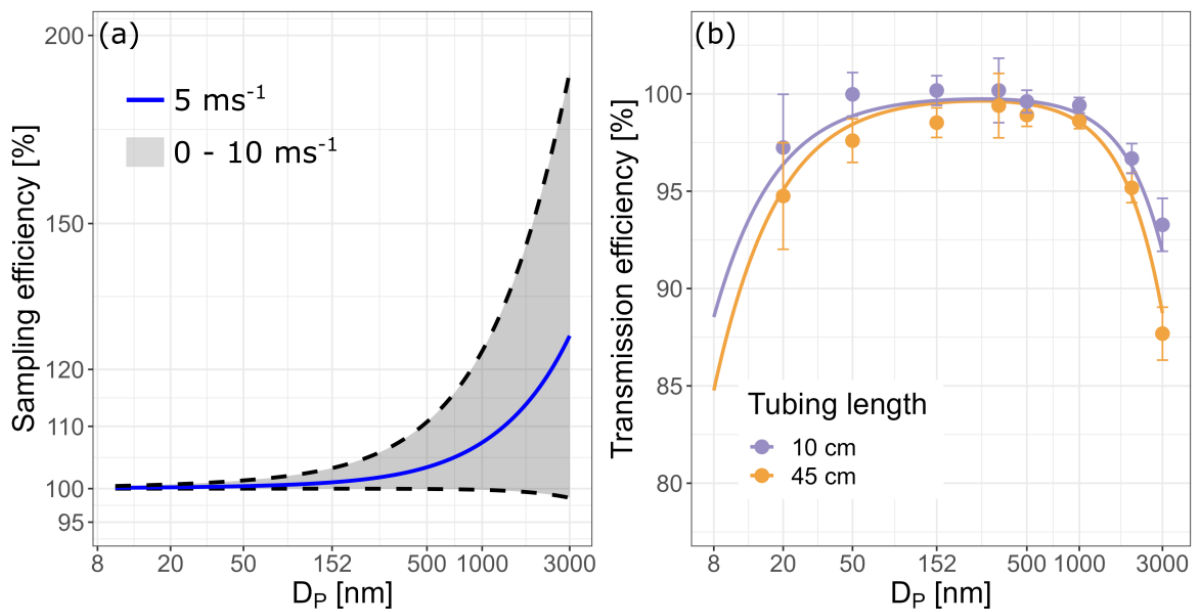 (a)
Sampling efficiency [%]
200
150
120
110
100
95
5 ms⁻¹
0 - 10 ms⁻¹
8 20 50 152 500 1000 3000
Dₚ [nm]
(b)
Transmission efficiency [%]
100
95
90
85
80
Tubing length
10 cm
45 cm
8 20 50 152 500 1000 3000
Dₚ [nm]